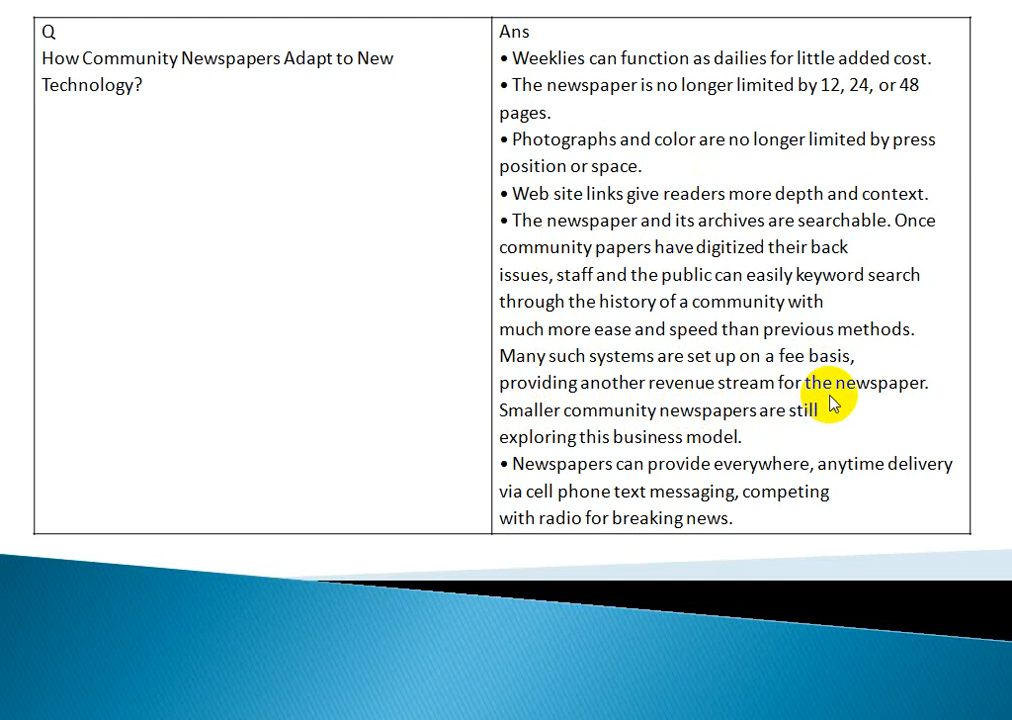 Q
How Community Newspapers Adapt to New
Technology?
Ans
• Weeklies can function as dailies for little added cost.
• The newspaper is no longer limited by 12, 24, or 48
pages.
• Photographs and color are no longer limited by press
position or space.
• Web site links give readers more depth and context.
• The newspaper and its archives are searchable. Once
community papers have digitized their back
issues, staff and the public can easily keyword search
through the history of a community with
much more ease and speed than previous methods.
Many such systems are set up on a fee basis,
providing another revenue stream for the newspaper.
Smaller community newspapers are still
exploring this business model.
• Newspapers can provide everywhere, anytime delivery
via cell phone text messaging, competing
with radio for breaking news.